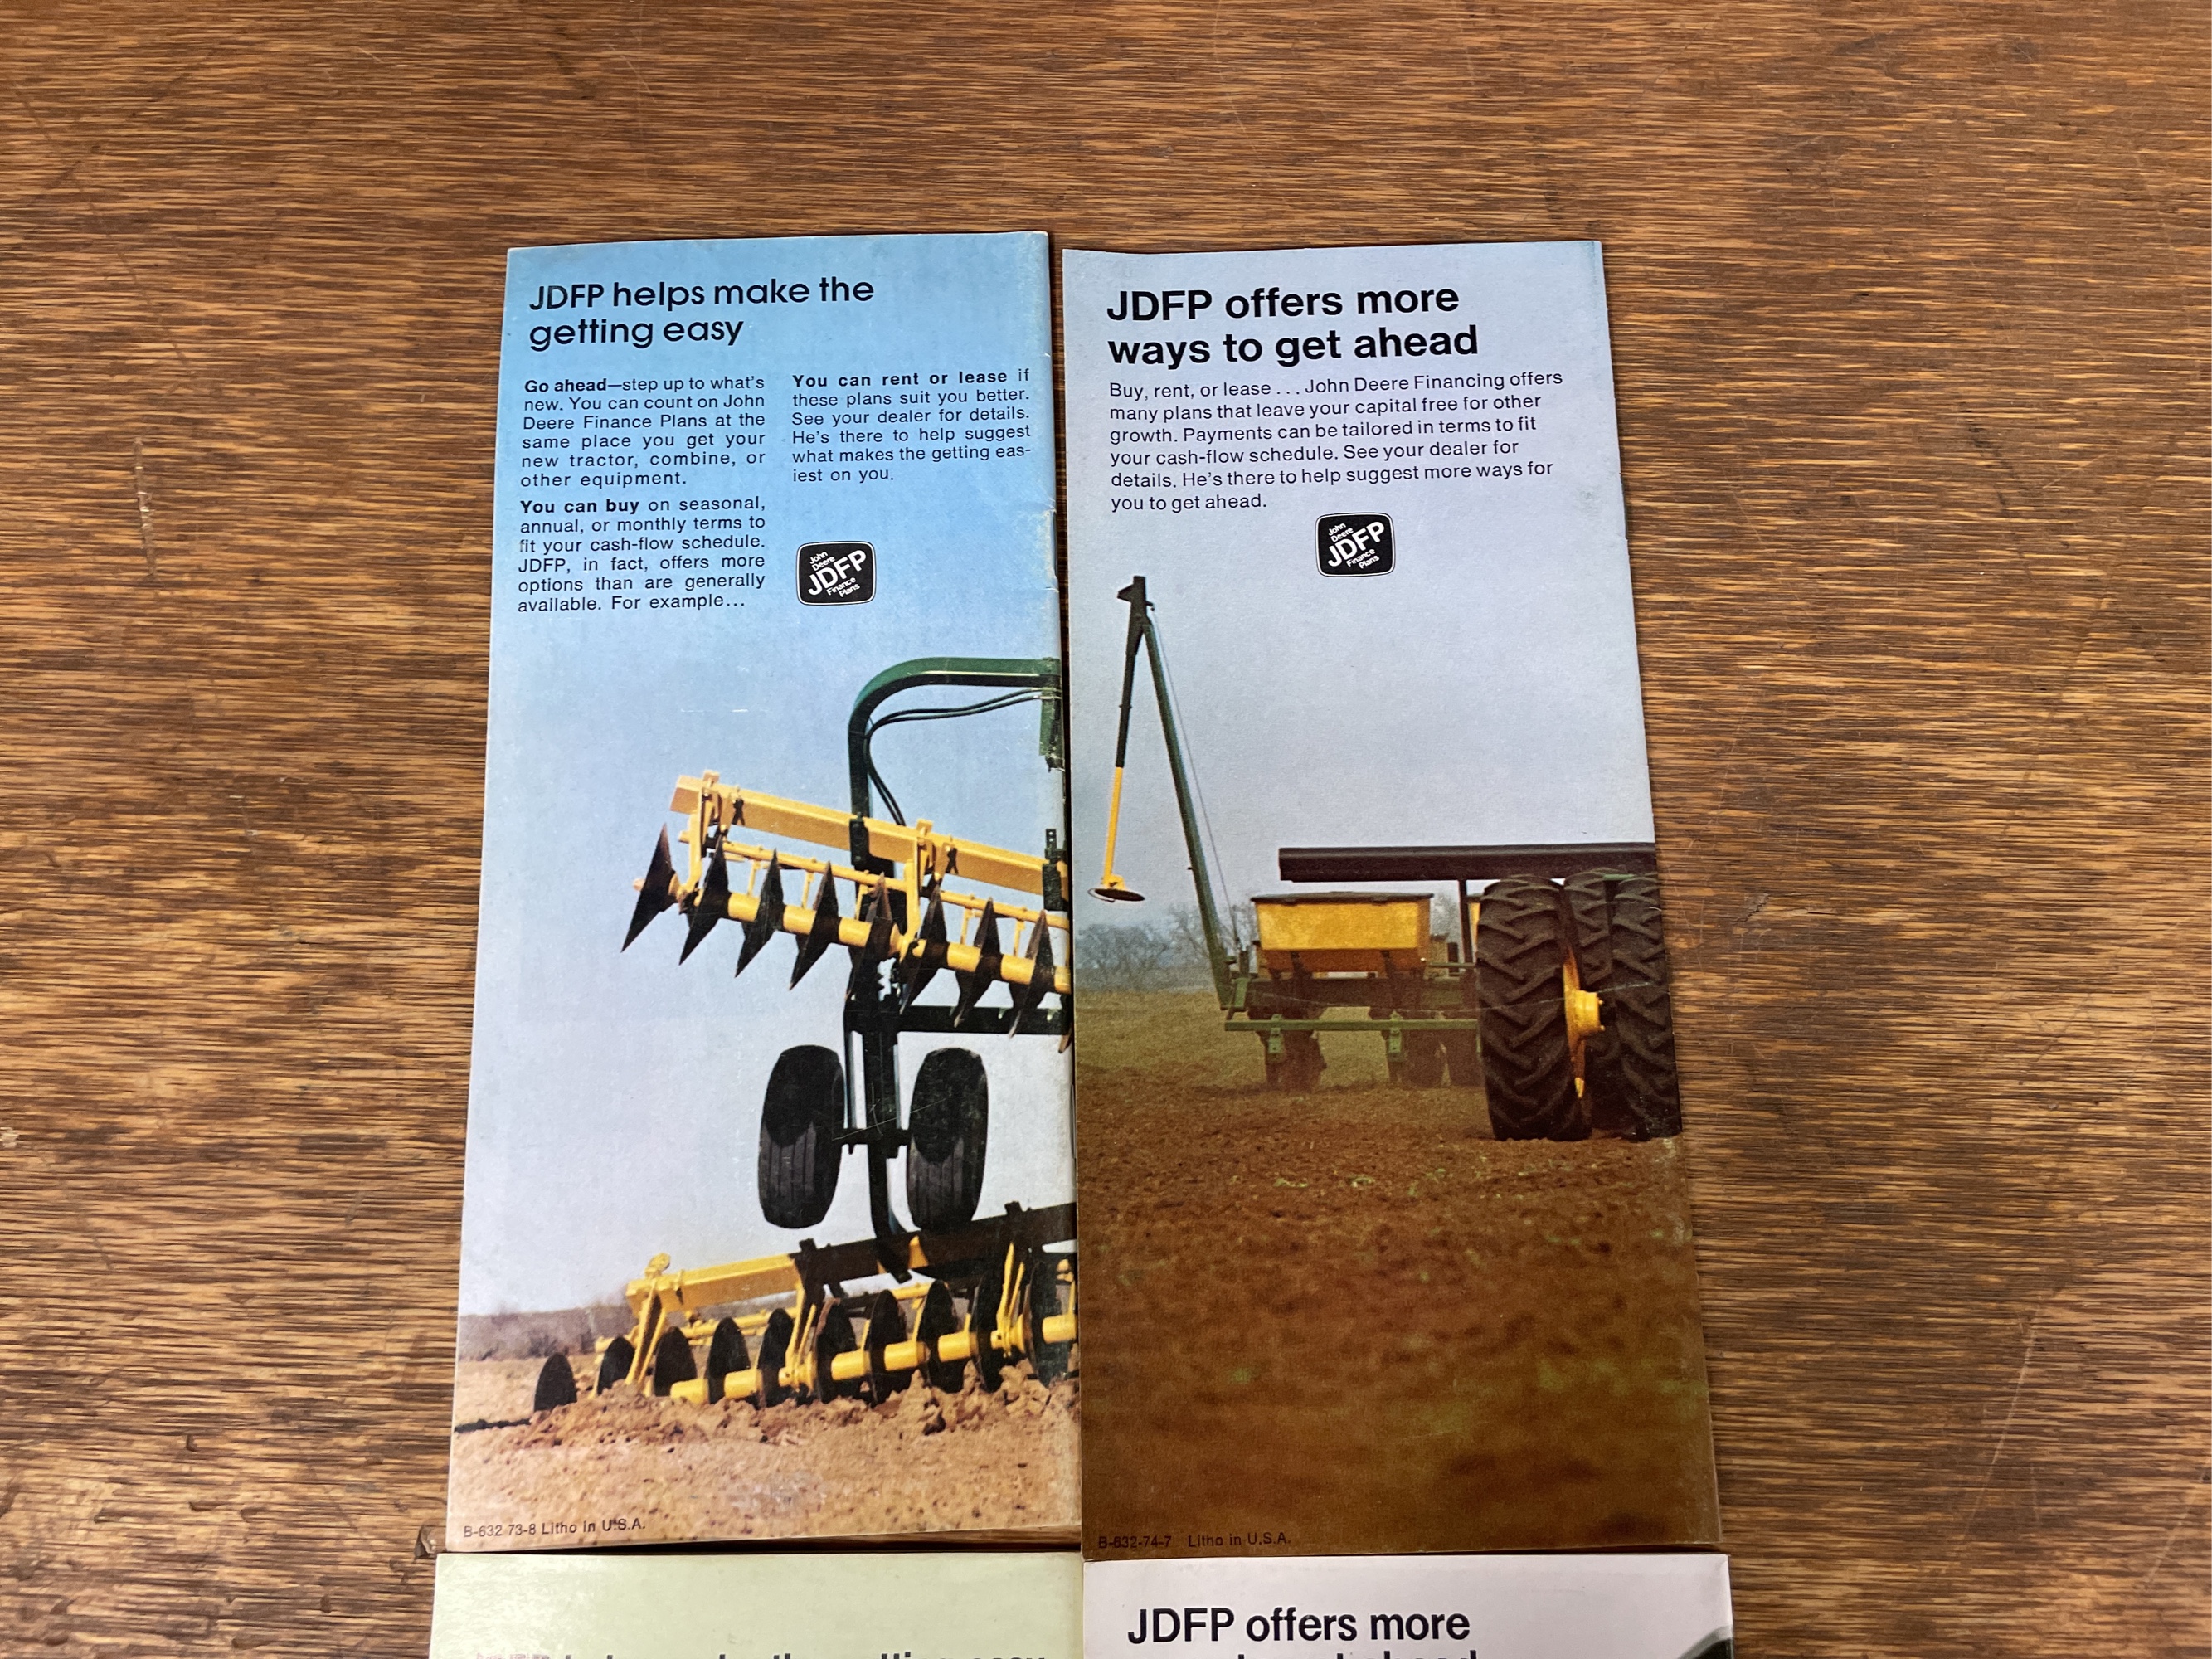 JDFP helps make the
getting easy
Go ahead—step up to what's
new. You can count on John
Deere Finance Plans at the
same place you get your
new tractor, combine, or
other equipment.
You can buy on seasonal,
annual, or monthly terms to
fit your cash-flow schedule.
JDFP, in fact, offers more
options than are generally
available. For example...
You can rent or lease if
these plans suit you better.
See your dealer for details.
He's there to help suggest
what makes the getting eas-
iest on you.
John
Deere
JDFP
Finance
Plans
B-632 73-8 Litho in U.S.A.
JDFP offers more
ways to get ahead
Buy, rent, or lease . . . John Deere Financing offers
many plans that leave your capital free for other
growth. Payments can be tailored in terms to fit
your cash-flow schedule. See your dealer for
details. He's there to help suggest more ways for
you to get ahead.
John
Deere
JDFP
Finance
Plans
B-632-74-7 Litho in U.S.A.
JDFP offers more